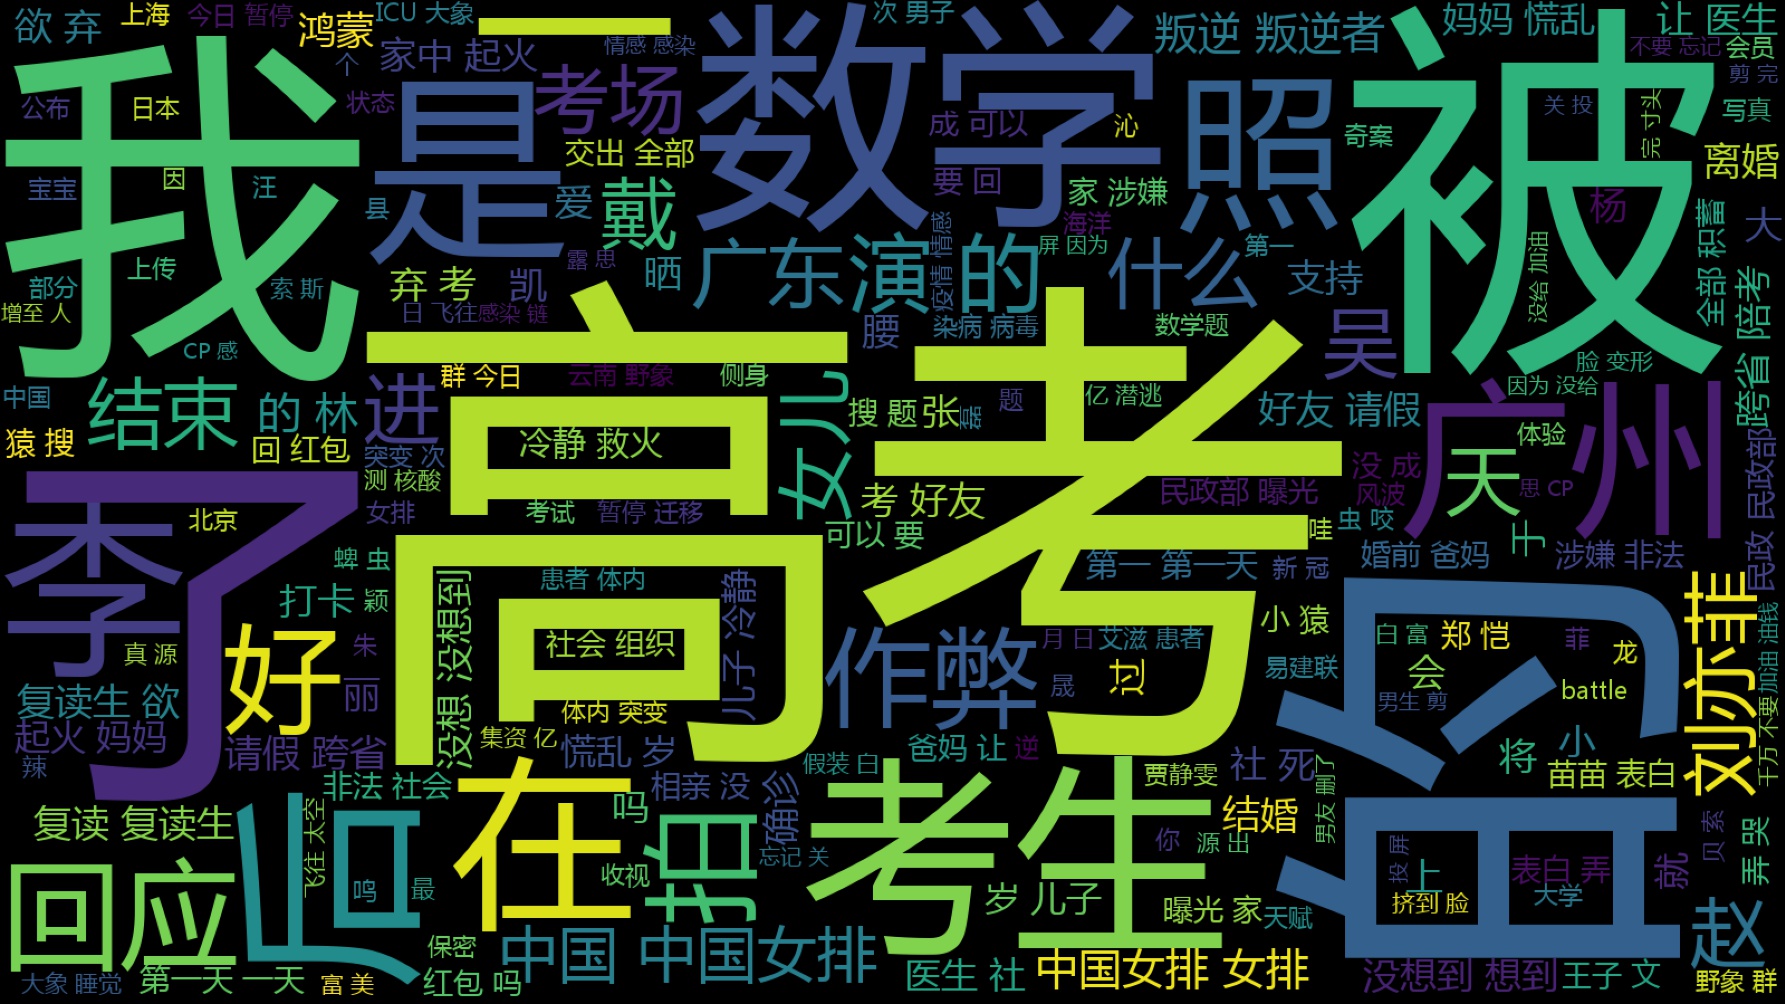 欲 弃
上海
今日 暂停
ICU 大象
次 男子
叛逆 叛逆者
妈妈 慌乱
让 医生
鸿蒙
一
情感 感染
不要 忘记
会员
个
家中 起火
剪 完
我
公布
日本
状态
是
考场
数学
成 可以
沁
照
奇案
被
关 投
完 寸头
写真
离婚
交出 全部
因
汪
宝宝
县
爱
戴
要 回
家 涉嫌
海洋
杨
全部 积蓄
大
部分
上传
索 斯
露 思
晒
广东
演
疫情 情感
的
屏 因为
什么
第一
支持
没给 加油
增至 人
弃 考
凯
日 飞往
感染 链
腰
染病 病毒
数学题
吴
跨省 陪考
CP 感
高考
群 今日
云南 野象
侧身
脸 变形
因为 没给
中国
结束
的 林
进
女儿
搜 题
张
磊
题
亿 潜逃
好友 请假
广州
体验
猿 搜
回 红包
突变 次
冷静 救火
测 核酸
考 好友
没 成
风波
天
思 CP
民政 民政部
李
了
北京
女排
考试
暂停 迁移
可以 要
民政部 曝光
哇
虫 咬
于
蜱 虫
患者 体内
第一 第一天
新 冠
婚前 爸妈
涉嫌 非法
打卡
颖
没想 没想到
儿子 冷静
小 猿
刘亦菲
千万 不要
加油 油钱
真 源
好
朱
社会 组织
作弊
月 日
艾滋 患者
过
易建联
白 富
郑 恺
菲
龙
复读生 欲
丽
体内 突变
晟
会
男生 剪
battle
起火 妈妈
请假 跨省
集资 亿
慌乱 岁
爸妈 让
逆
将
小
辣
非法 社会
在
假装 白
贾静雯
社 死
苗苗 表白
复读 复读生
后
飞往 太空
吗
相亲 没
确诊
考生
结婚
男友 删了
你
源 出
投 屏
上
表白 弄
就
贝 索
弄 哭
回应
鸣
最
收视
拍
忘记 关
岁 儿子
曝光 家
天赋
挤到 脸
大学
赵
保密
中国 中国女排
大象 睡觉
第一天 一天
富 美
红包 吗
医生 社
中国女排 女排
没想到 想到
王子 文
野象 群